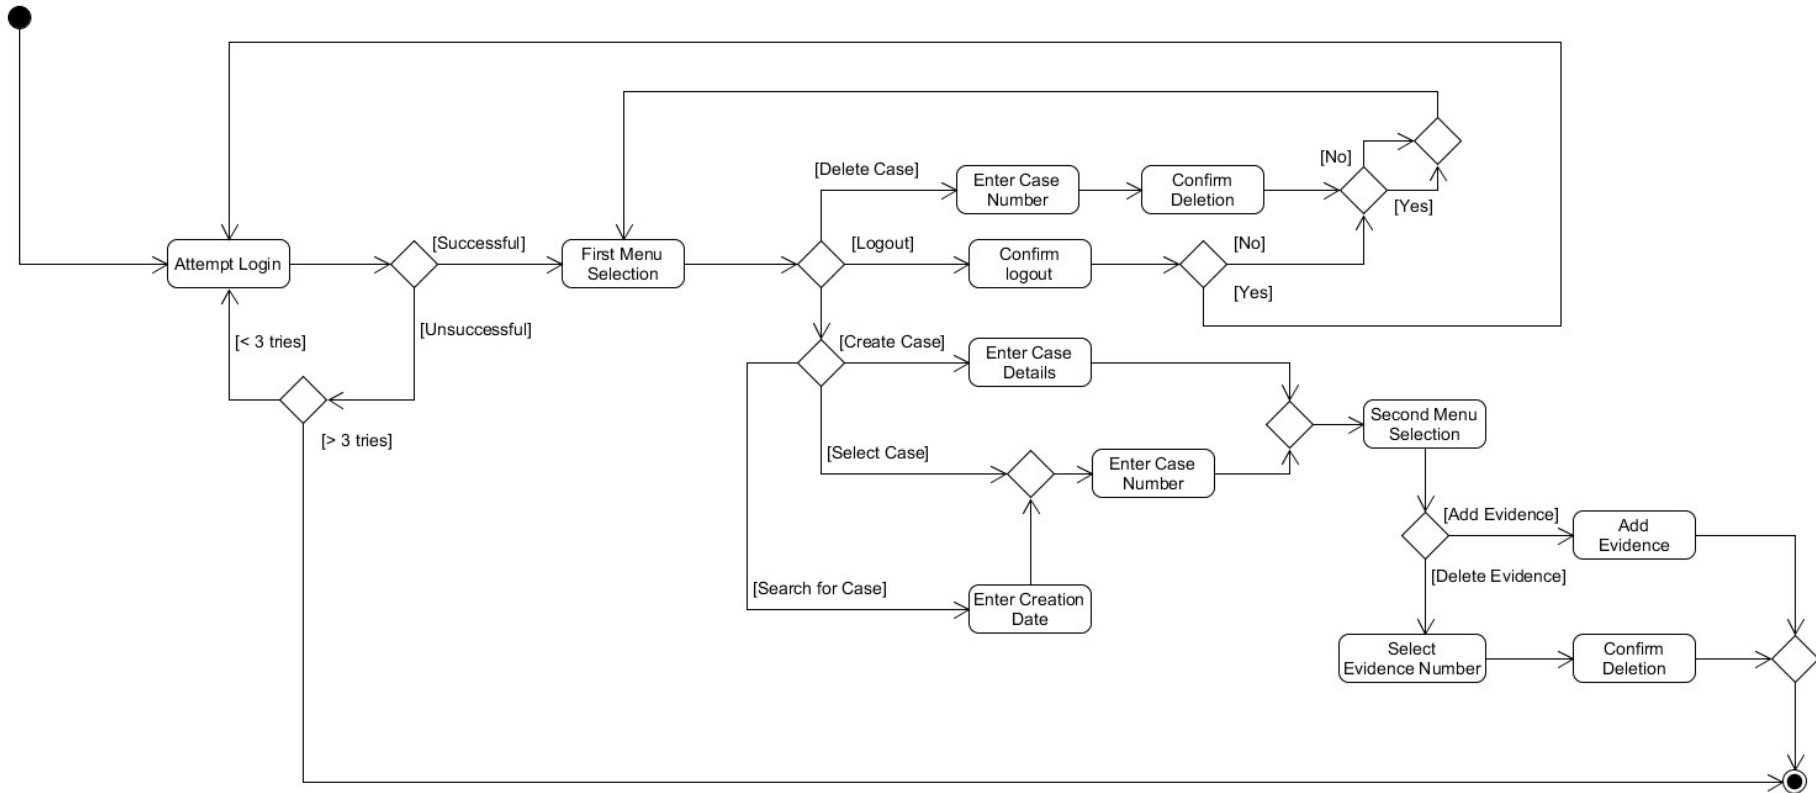 [No]
[Delete Case]
Enter Case
Number
Confirm
Deletion
[Yes]
Attempt Login
[Successful]
First Menu
Selection
[Logout]
Confirm
logout
[No]
[Yes]
[< 3 tries]
[Unsuccessful]
[Create Case]
Enter Case
Details
[> 3 tries]
Second Menu
Selection
[Select Case]
Enter Case
Number
[Add Evidence]
Add
Evidence
[Delete Evidence]
[Search for Case]
Enter Creation
Date
Select
Evidence Number
Confirm
Deletion